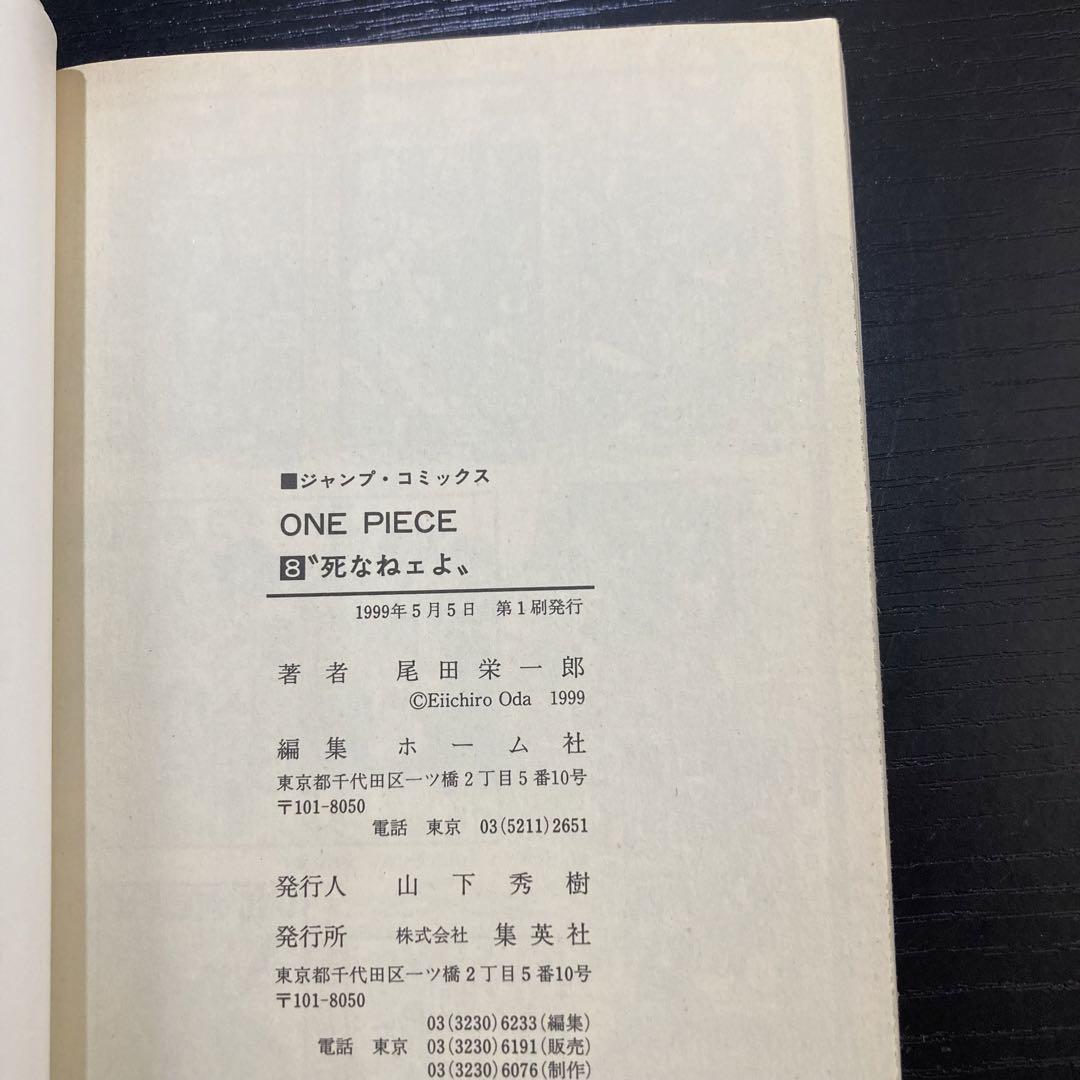 ■ジャンプ・コミックス
ONE PIECE
8〝死なねェよ〟
1999年5月5日 第1刷発行
著者 尾田栄一郎
©Eiichiro Oda 1999
編集 ホーム社
東京都千代田区一ツ橋2丁目5番10号
〒101-8050
電話 東京 03(5211)2651
発行人 山下秀樹
発行所 株式会社 集英社
東京都千代田区一ツ橋2丁目5番10号
〒101-8050
03(3230)6233(編集)
電話 東京 03(3230)6191(販売)
03(3230)6076(制作)